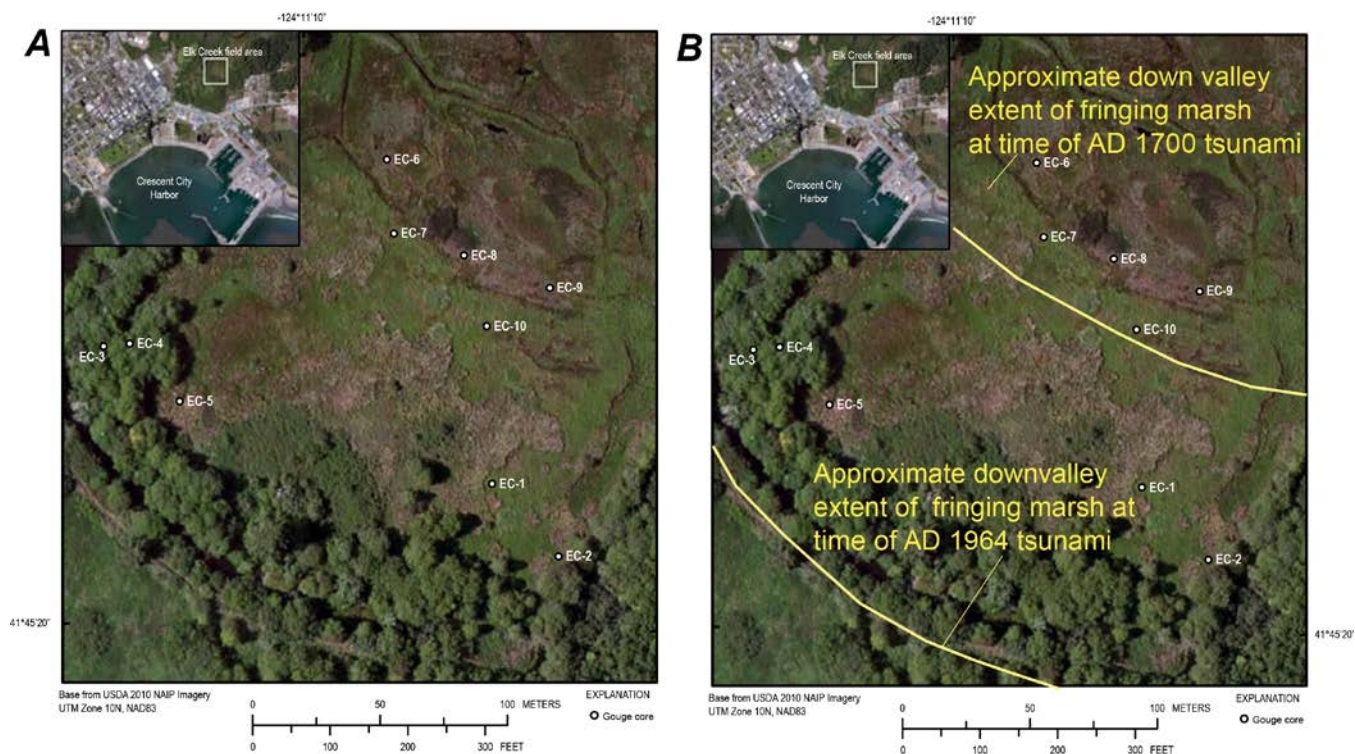 -124°11'10"
-124°11'10"
A
Elk Creek field area
Crescent City
Harbor
EC-6
EC-7
EC-8
EC-9
EC-10
EC-3
EC-4
EC-5
EC-1
EC-2
41°45'20"
Base from USDA 2010 NAIP Imagery
UTM Zone 10N, NAD83
EXPLANATION
Gouge core
0 50 100 METERS
0 100 200 300 FEET
B
Elk Creek field area
Crescent City
Harbor
Approximate down valley
extent of fringing marsh
at time of AD 1700 tsunami
EC-6
EC-7
EC-8
EC-9
EC-10
EC-3
EC-4
EC-5
EC-1
Approximate downvalley
extent of fringing marsh at
time of AD 1964 tsunami
EC-2
41°45'20"
Base from USDA 2010 NAIP Imagery
UTM Zone 10N, NAD83
EXPLANATION
Gouge core
0 50 100 METERS
0 100 200 300 FEET